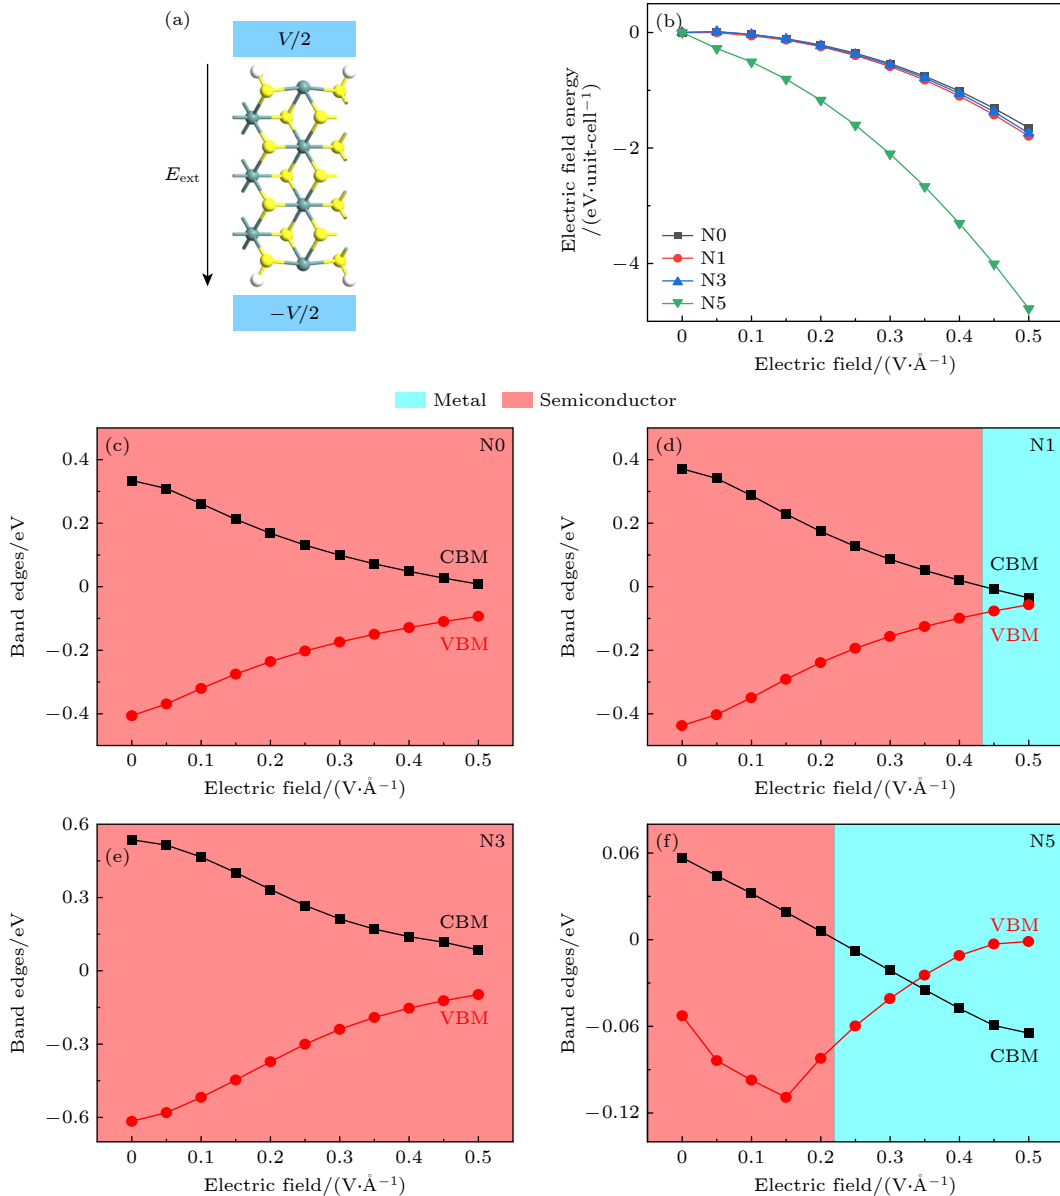 (a)
V/2
E_ext
−V/2
(b)
Electric field energy
/(eV·unit-cell⁻¹)
0
−2
−4
N0
N1
N3
N5
0 0.1 0.2 0.3 0.4 0.5
Electric field/(V·Å⁻¹)
Metal Semiconductor
(c) N0
Band edges/eV
0.4
0.2
0
−0.2
−0.4
CBM
VBM
0 0.1 0.2 0.3 0.4 0.5
Electric field/(V·Å⁻¹)
(d) N1
Band edges/eV
0.4
0.2
0
−0.2
−0.4
CBM
VBM
0 0.1 0.2 0.3 0.4 0.5
Electric field/(V·Å⁻¹)
(e) N3
Band edges/eV
0.6
0.3
0
−0.3
−0.6
CBM
VBM
0 0.1 0.2 0.3 0.4 0.5
Electric field/(V·Å⁻¹)
(f) N5
Band edges/eV
0.06
0
−0.06
−0.12
VBM
CBM
0 0.1 0.2 0.3 0.4 0.5
Electric field/(V·Å⁻¹)